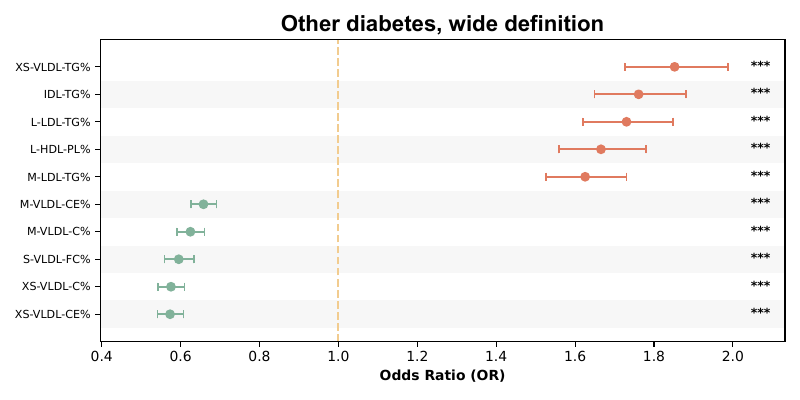 Other diabetes, wide definition
XS-VLDL-TG% ***
IDL-TG% ***
L-LDL-TG% ***
L-HDL-PL% ***
M-LDL-TG% ***
M-VLDL-CE% ***
M-VLDL-C% ***
S-VLDL-FC% ***
XS-VLDL-C% ***
XS-VLDL-CE% ***
0.4 0.6 0.8 1.0 1.2 1.4 1.6 1.8 2.0
Odds Ratio (OR)